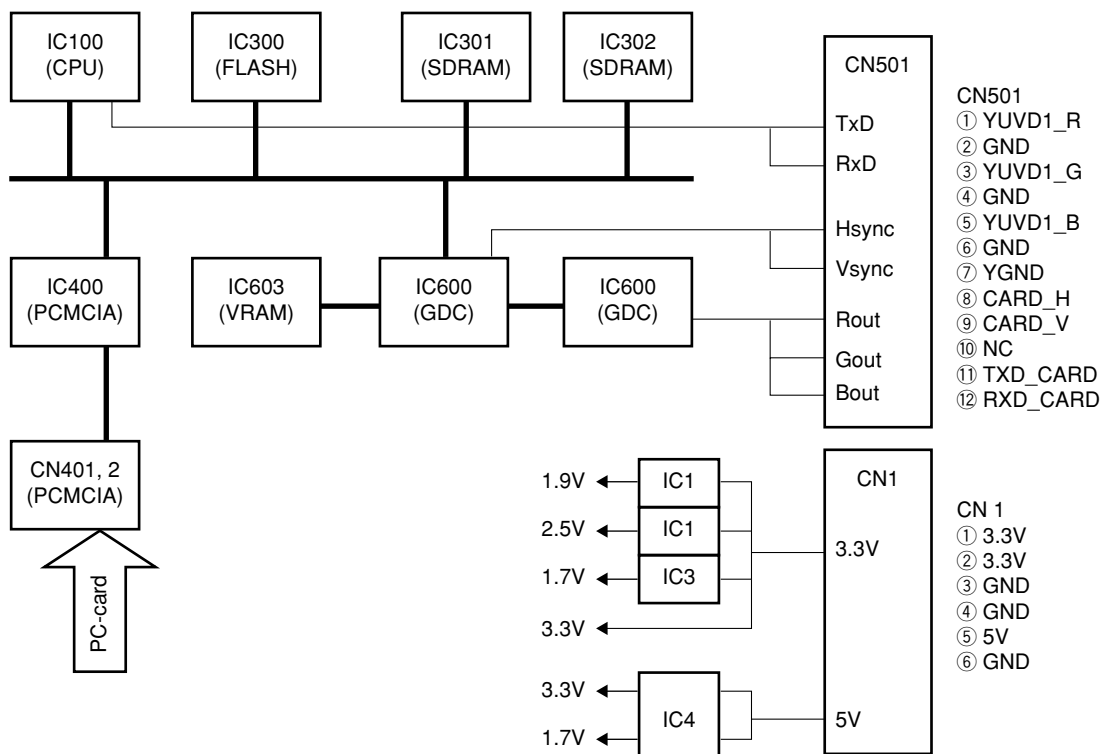 IC100
(CPU)
IC300
(FLASH)
IC301
(SDRAM)
IC302
(SDRAM)
CN501
TxD
RxD
Hsync
Vsync
Rout
Gout
Bout
CN501
① YUVD1_R
② GND
③ YUVD1_G
④ GND
⑤ YUVD1_B
⑥ GND
⑦ YGND
⑧ CARD_H
⑨ CARD_V
⑩ NC
⑪ TXD_CARD
⑫ RXD_CARD
IC400
(PCMCIA)
IC603
(VRAM)
IC600
(GDC)
IC600
(GDC)
CN401, 2
(PCMCIA)
PC-card
1.9V
IC1
2.5V
IC1
1.7V
IC3
3.3V
3.3V
1.7V
IC4
CN1
3.3V
5V
CN 1
① 3.3V
② 3.3V
③ GND
④ GND
⑤ 5V
⑥ GND